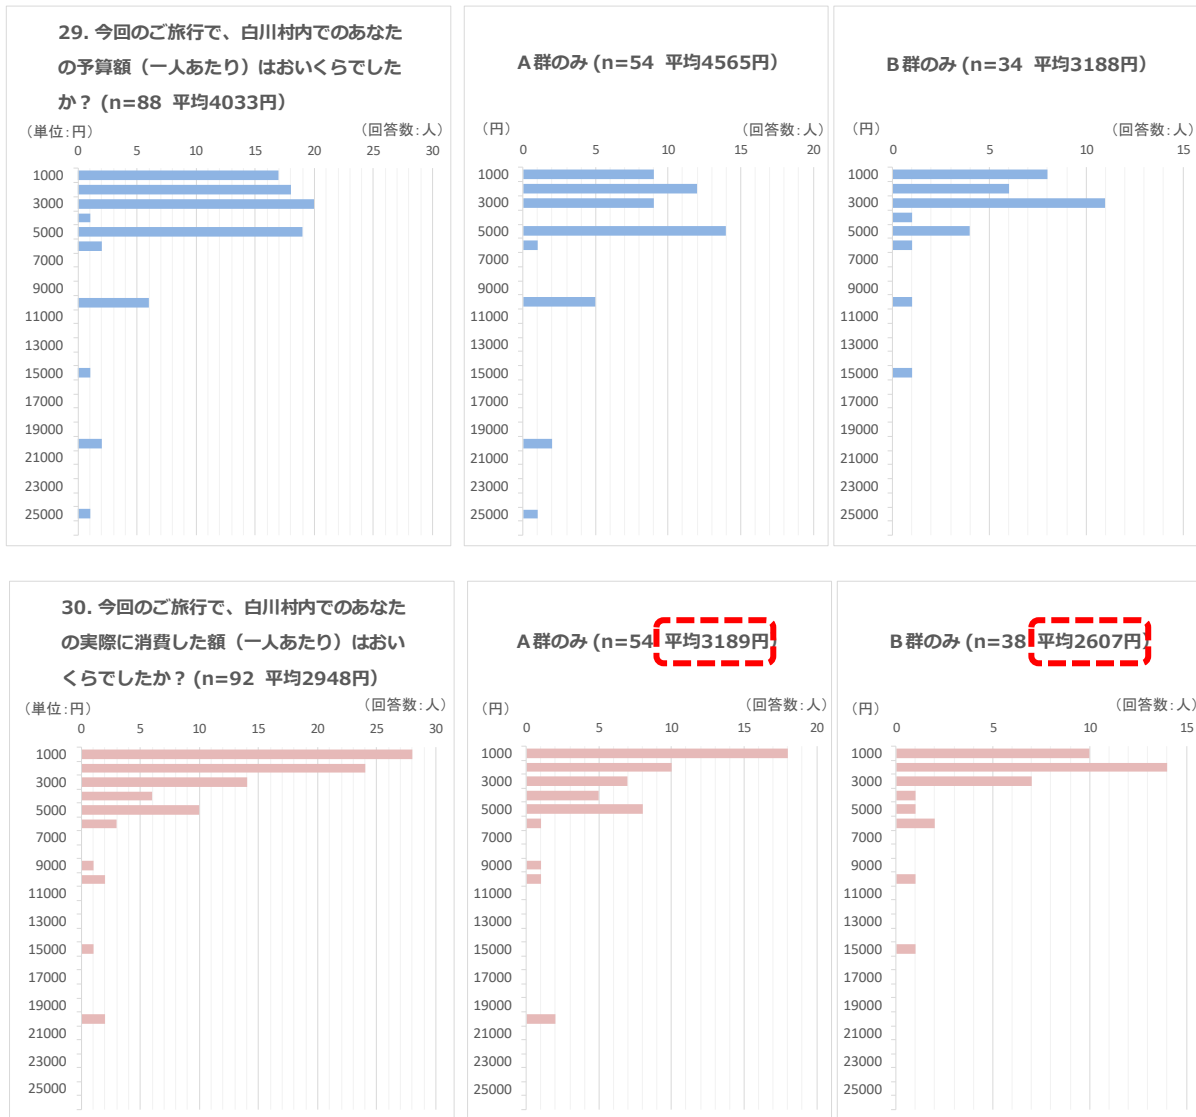 29. 今回のご旅行で、白川村内でのあなた
の予算額（一人あたり）はおいくらでした
か？ (n=88 平均4033円）
（単位:円）
（回答数:人）
0 5 10 15 20 25 30
1000
3000
5000
7000
9000
11000
13000
15000
17000
19000
21000
23000
25000
A群のみ (n=54 平均4565円）
（円）
（回答数:人）
0 5 10 15 20
1000
3000
5000
7000
9000
11000
13000
15000
17000
19000
21000
23000
25000
B群のみ (n=34 平均3188円）
（円）
（回答数:人）
0 5 10 15
1000
3000
5000
7000
9000
11000
13000
15000
17000
19000
21000
23000
25000
30. 今回のご旅行で、白川村内でのあなた
の実際に消費した額（一人あたり）はおい
くらでしたか？ (n=92 平均2948円）
（単位:円）
（回答数:人）
0 5 10 15 20 25 30
1000
3000
5000
7000
9000
11000
13000
15000
17000
19000
21000
23000
25000
A群のみ (n=54 平均3189円）
（円）
（回答数:人）
0 5 10 15 20
1000
3000
5000
7000
9000
11000
13000
15000
17000
19000
21000
23000
25000
B群のみ (n=38 平均2607円）
（円）
（回答数:人）
0 5 10 15
1000
3000
5000
7000
9000
11000
13000
15000
17000
19000
21000
23000
25000